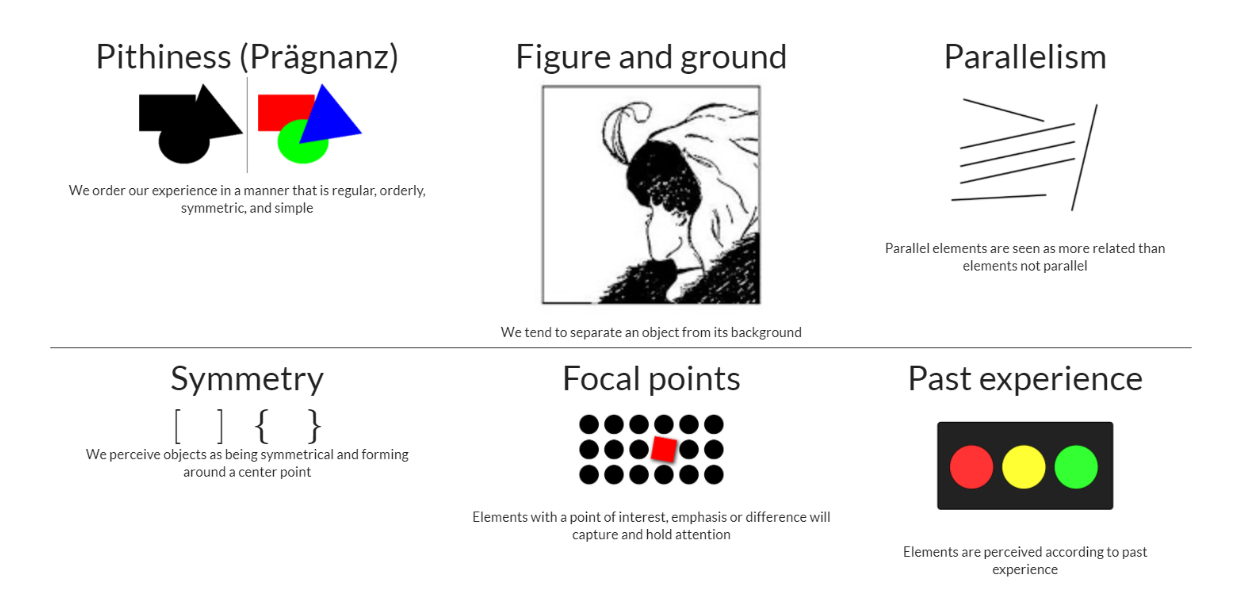 Pithiness (Prägnanz)
We order our experience in a manner that is regular, orderly,
symmetric, and simple
Figure and ground
We tend to separate an object from its background
Parallelism
Parallel elements are seen as more related than
elements not parallel
Symmetry
[ ] { }
We perceive objects as being symmetrical and forming
around a center point
Focal points
Elements with a point of interest, emphasis or difference will
capture and hold attention
Past experience
Elements are perceived according to past
experience